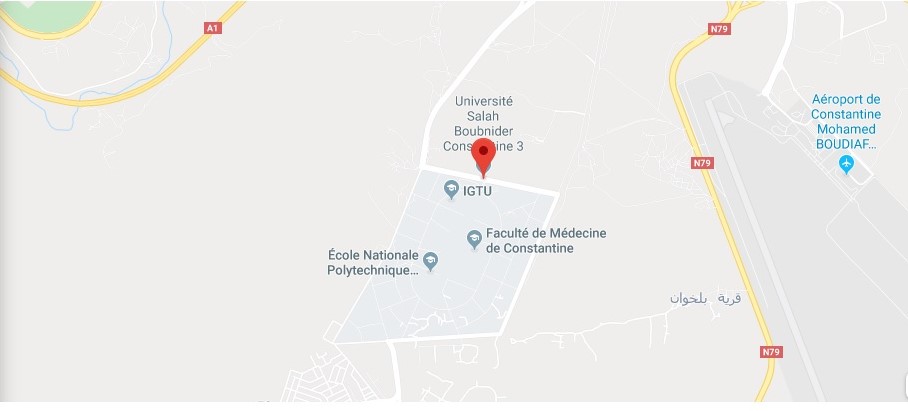 A1
N79
Université
Salah
Boubnider
Constantine 3
Aéroport de
Constantine
Mohamed
BOUDIAF...
N79
IGTU
Faculté de Médecine
de Constantine
École Nationale
Polytechnique...
قرية بلخوان
N79